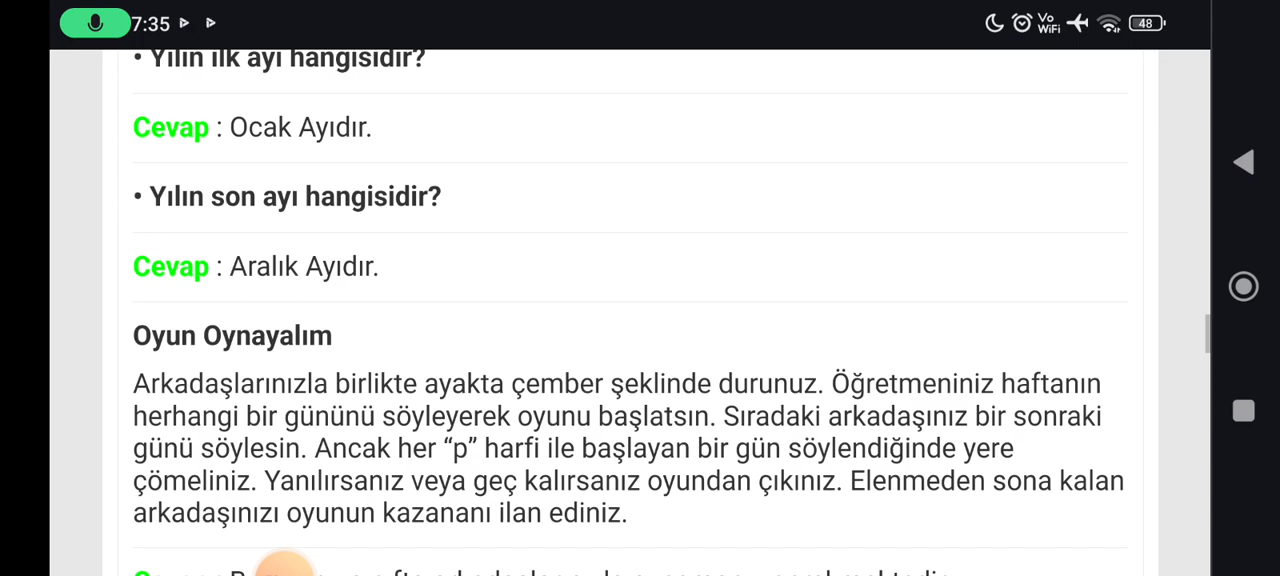 7:35
Vo
WiFi
48
• Yılın ilk ayı hangisidir?
Cevap : Ocak Ayıdır.
• Yılın son ayı hangisidir?
Cevap : Aralık Ayıdır.
Oyun Oynayalım
Arkadaşlarınızla birlikte ayakta çember şeklinde durunuz. Öğretmeniniz haftanın
herhangi bir gününü söyleyerek oyunu başlatsın. Sıradaki arkadaşınız bir sonraki
günü söylesin. Ancak her “p” harfi ile başlayan bir gün söylendiğinde yere
çömeliniz. Yanılırsanız veya geç kalırsanız oyundan çıkınız. Elenmeden sona kalan
arkadaşınızı oyunun kazananı ilan ediniz.